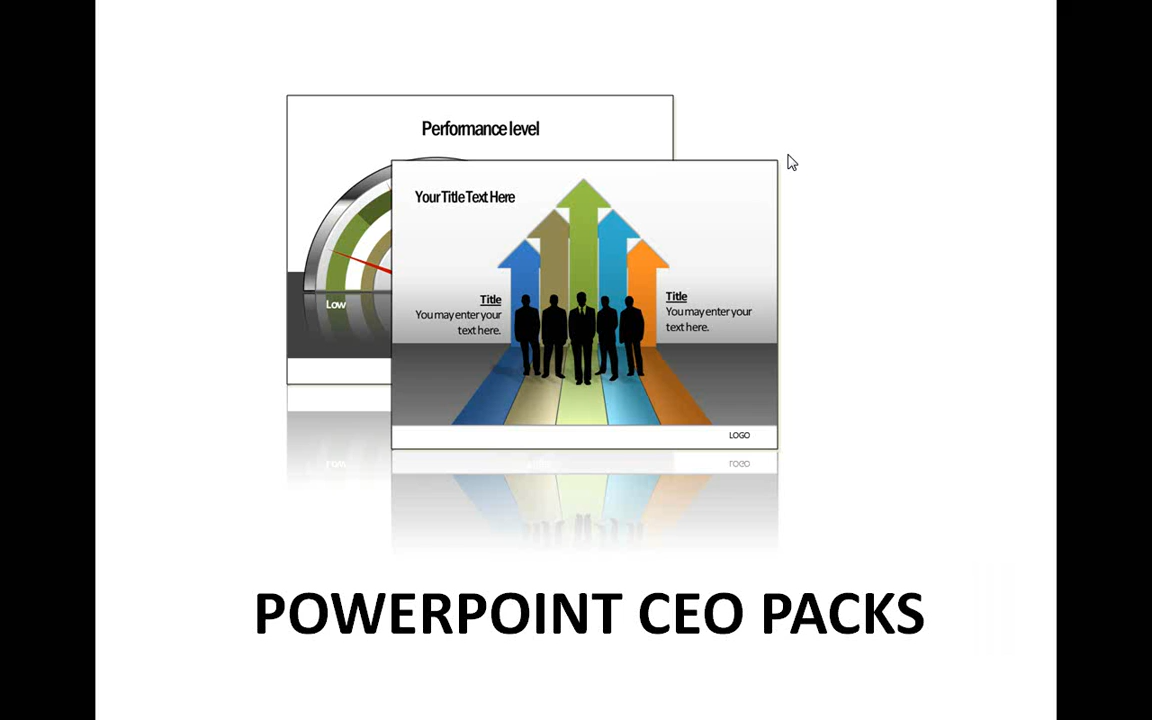 Performance level
Your Title Text Here
Low
Title
You may enter your
text here.
Title
You may enter your
text here.
LOGO
POWERPOINT CEO PACKS